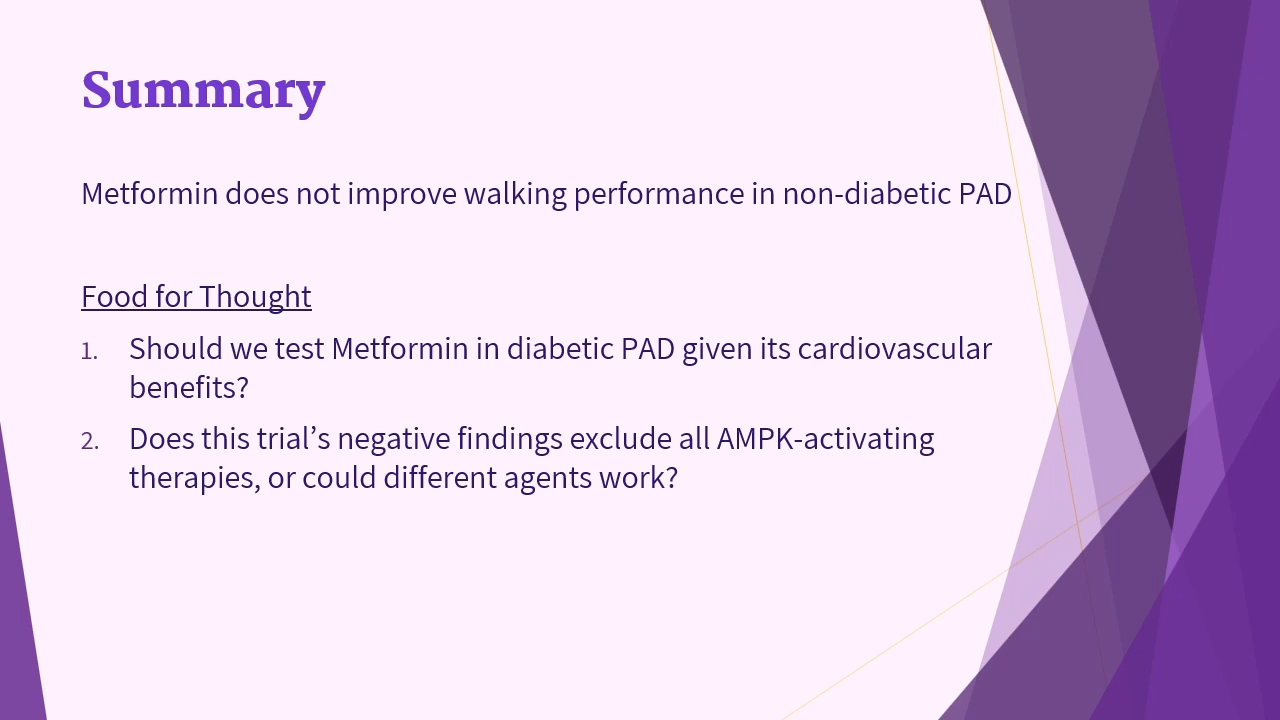 Summary
Metformin does not improve walking performance in non-diabetic PAD
Food for Thought
1. Should we test Metformin in diabetic PAD given its cardiovascular
benefits?
2. Does this trial’s negative findings exclude all AMPK-activating
therapies, or could different agents work?